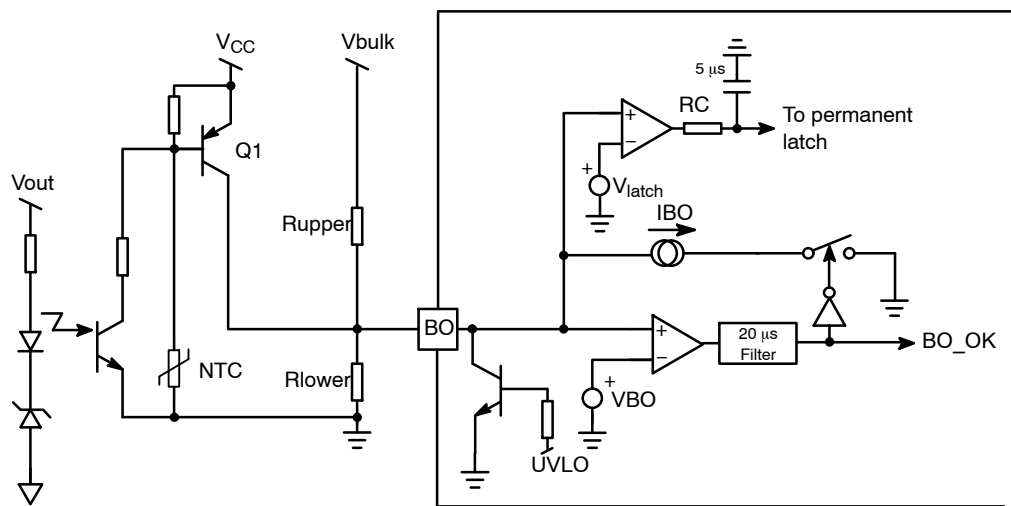 V_CC
Vbulk
5 μs
RC
To permanent
latch
Q1
Vout
V_latch
Rupper
IBO
BO
20 μs
Filter
BO_OK
NTC
Rlower
VBO
UVLO
+
−
+
+
−
+